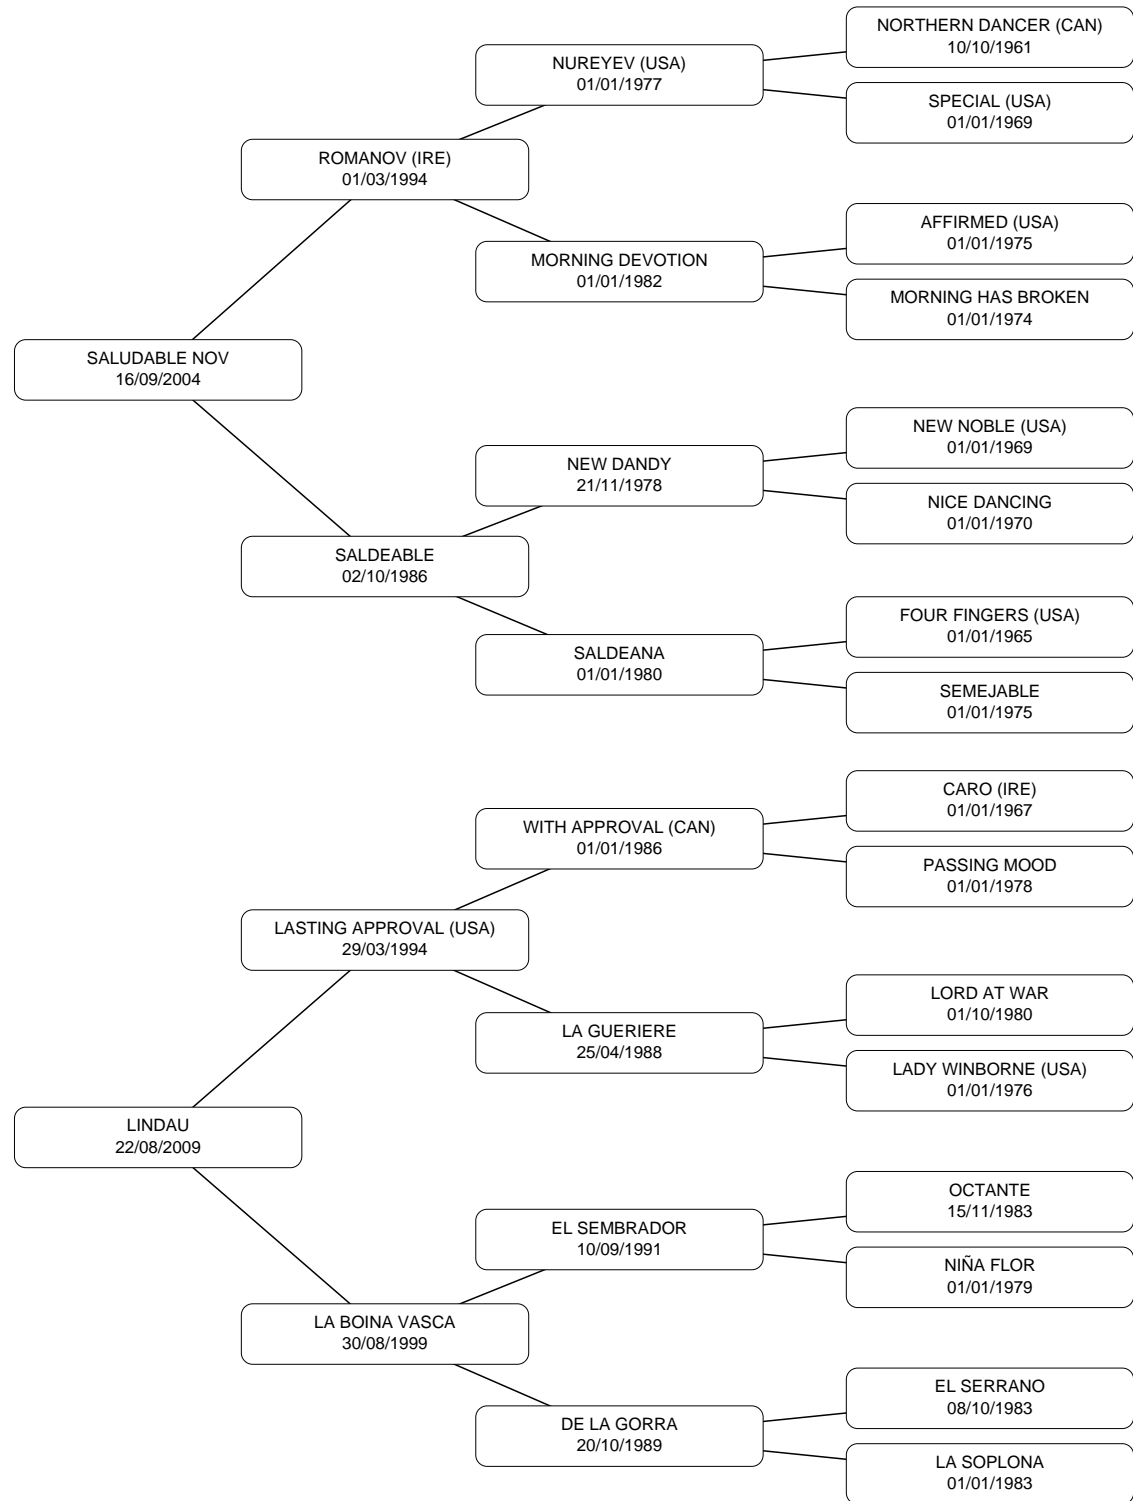 NORTHERN DANCER (CAN)
10/10/1961
NUREYEV (USA)
01/01/1977
SPECIAL (USA)
01/01/1969
ROMANOV (IRE)
01/03/1994
AFFIRMED (USA)
01/01/1975
MORNING DEVOTION
01/01/1982
MORNING HAS BROKEN
01/01/1974
SALUDABLE NOV
16/09/2004
NEW NOBLE (USA)
01/01/1969
NEW DANDY
21/11/1978
NICE DANCING
01/01/1970
SALDEABLE
02/10/1986
FOUR FINGERS (USA)
01/01/1965
SALDEANA
01/01/1980
SEMEJABLE
01/01/1975
CARO (IRE)
01/01/1967
WITH APPROVAL (CAN)
01/01/1986
PASSING MOOD
01/01/1978
LASTING APPROVAL (USA)
29/03/1994
LORD AT WAR
01/10/1980
LA GUERIERE
25/04/1988
LADY WINBORNE (USA)
01/01/1976
LINDAU
22/08/2009
OCTANTE
15/11/1983
EL SEMBRADOR
10/09/1991
NIÑA FLOR
01/01/1979
LA BOINA VASCA
30/08/1999
EL SERRANO
08/10/1983
DE LA GORRA
20/10/1989
LA SOPLONA
01/01/1983